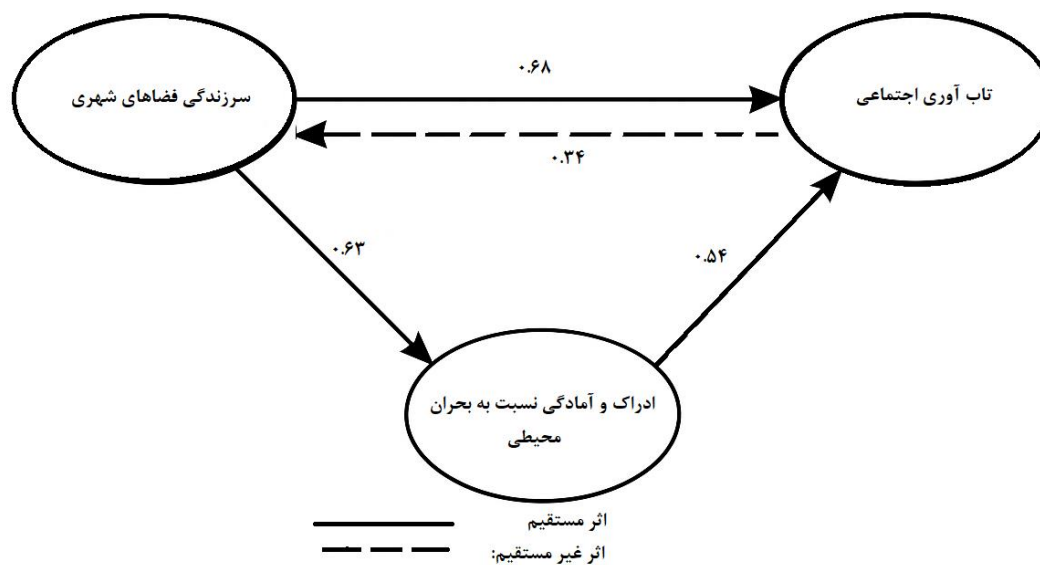 سرزندگی فضاهای شهری
تاب آوری اجتماعی
۰.۶۸
۰.۳۴
۰.۶۳
۰.۵۴
ادراک و آمادگی نسبت به بحران
محیطی
اثر مستقیم
اثر غیر مستقیم: